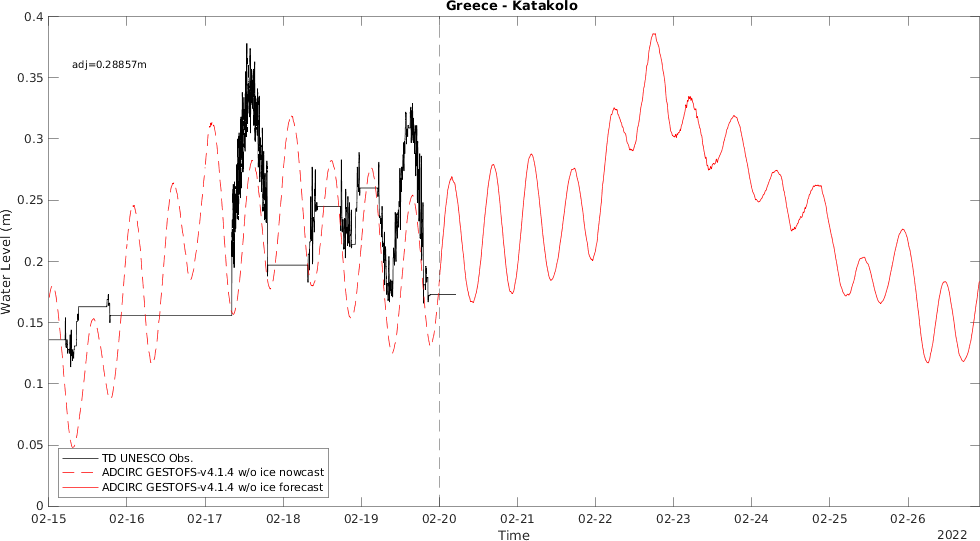 Greece - Katakolo
adj=0.28857m
0.4
0.35
0.3
0.25
0.2
0.15
0.1
0.05
0
Water Level (m)
TD UNESCO Obs.
ADCIRC GESTOFS-v4.1.4 w/o ice nowcast
ADCIRC GESTOFS-v4.1.4 w/o ice forecast
02-15 02-16 02-17 02-18 02-19 02-20 02-21 02-22 02-23 02-24 02-25 02-26
Time
2022